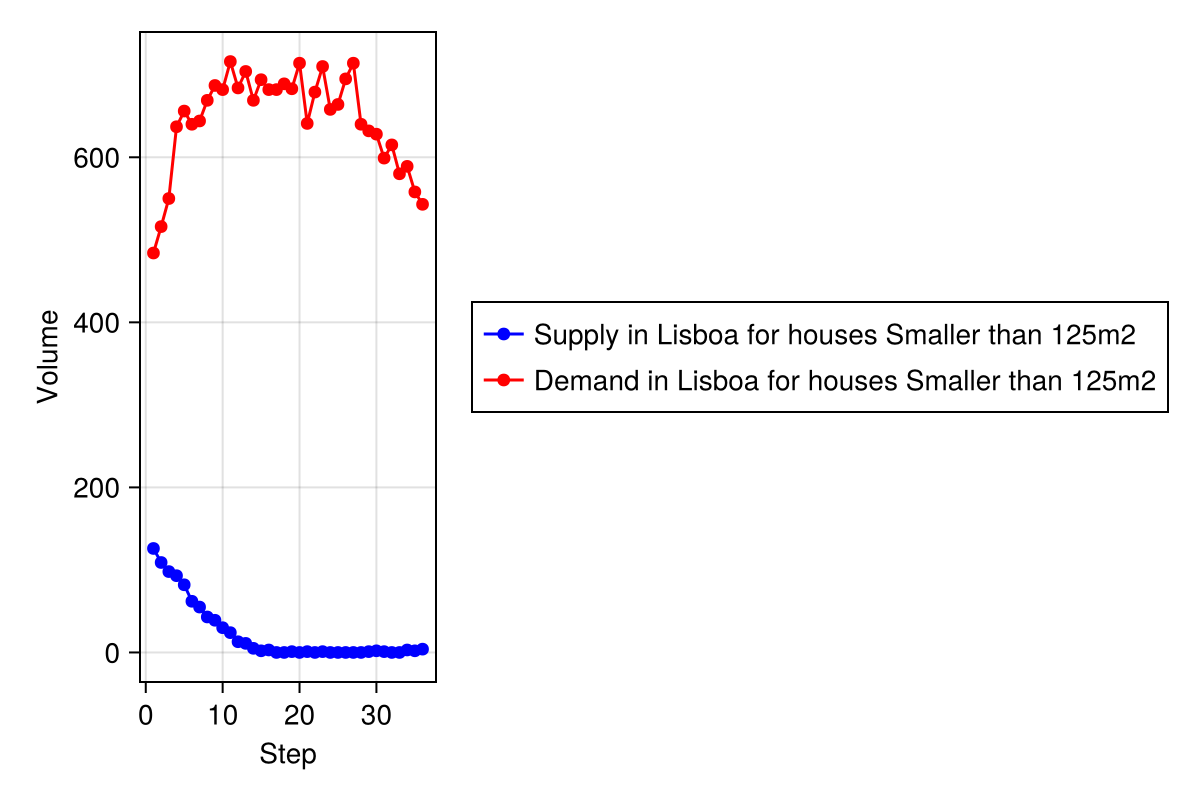 600
400
200
0
Volume
0 10 20 30
Step
Supply in Lisboa for houses Smaller than 125m2
Demand in Lisboa for houses Smaller than 125m2